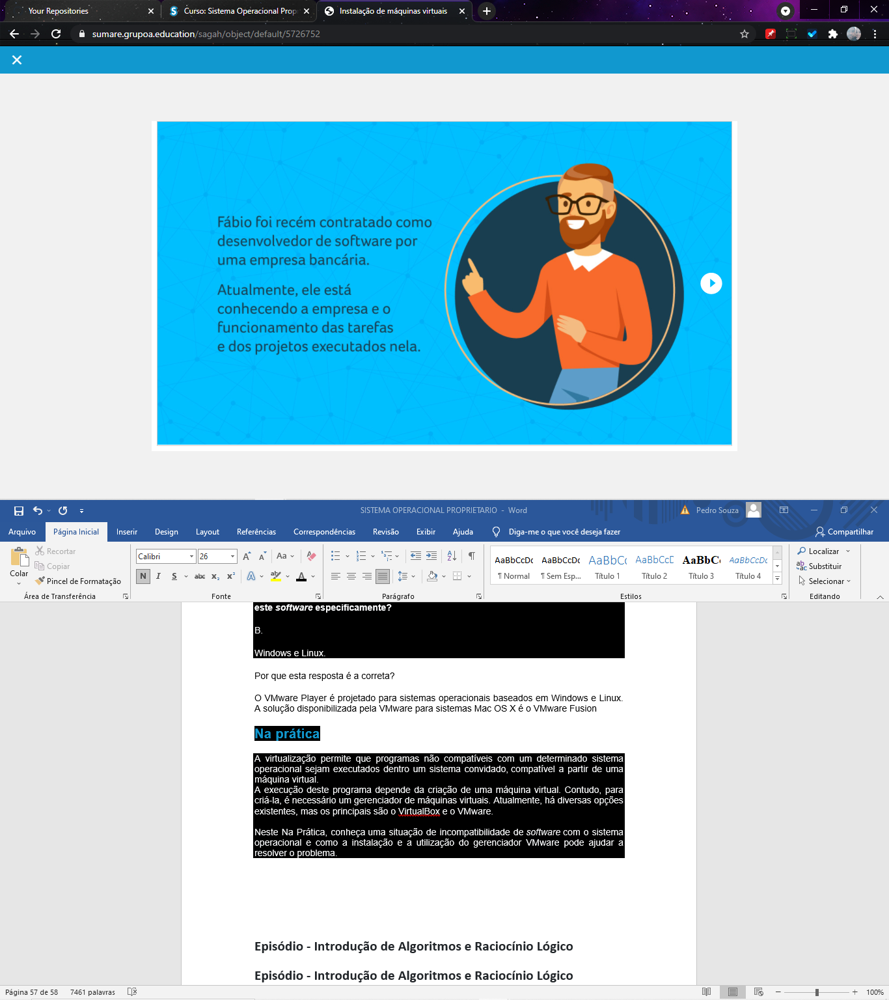 Your Repositories
Curso: Sistema Operacional Prop
Instalação de máquinas virtuais
sumare.grupoa.education/sagah/object/default/5726752
Fábio foi recém contratado como
desenvolvedor de software por
uma empresa bancária.
Atualmente, ele está
conhecendo a empresa e o
funcionamento das tarefas
e dos projetos executados nela.
SISTEMA OPERACIONAL PROPRIETARIO - Word
Pedro Souza
Arquivo Página Inicial Inserir Design Layout Referências Correspondências Revisão Exibir Ajuda Diga-me o que você deseja fazer Compartilhar
Colar
Recortar
Copiar
Pincel de Formatação
Área de Transferência
Calibri 26 A A Aa
N I S abc x₂ x² A A
Fonte
Parágrafo
AaBbCcDc AaBbCcDc AaBbCc AaBbCcD AaBbCc AaBbCcDc
¶ Normal ¶ Sem Esp... Título 1 Título 2 Título 3 Título 4
Estilos
Localizar
Substituir
Selecionar
Editando
este software especificamente?
B.
Windows e Linux.
Por que esta resposta é a correta?
O VMware Player é projetado para sistemas operacionais baseados em Windows e Linux.
A solução disponibilizada pela VMware para sistemas Mac OS X é o VMware Fusion
Na prática
A virtualização permite que programas não compatíveis com um determinado sistema
operacional sejam executados dentro um sistema convidado, compatível a partir de uma
máquina virtual.
A execução deste programa depende da criação de uma máquina virtual. Contudo, para
criá-la, é necessário um gerenciador de máquinas virtuais. Atualmente, há diversas opções
existentes, mas os principais são o VirtualBox e o VMware.
Neste Na Prática, conheça uma situação de incompatibilidade de software com o sistema
operacional e como a instalação e a utilização do gerenciador VMware pode ajudar a
resolver o problema.
Episódio - Introdução de Algoritmos e Raciocínio Lógico
Episódio - Introdução de Algoritmos e Raciocínio Lógico
Página 57 de 58 7461 palavras 100%